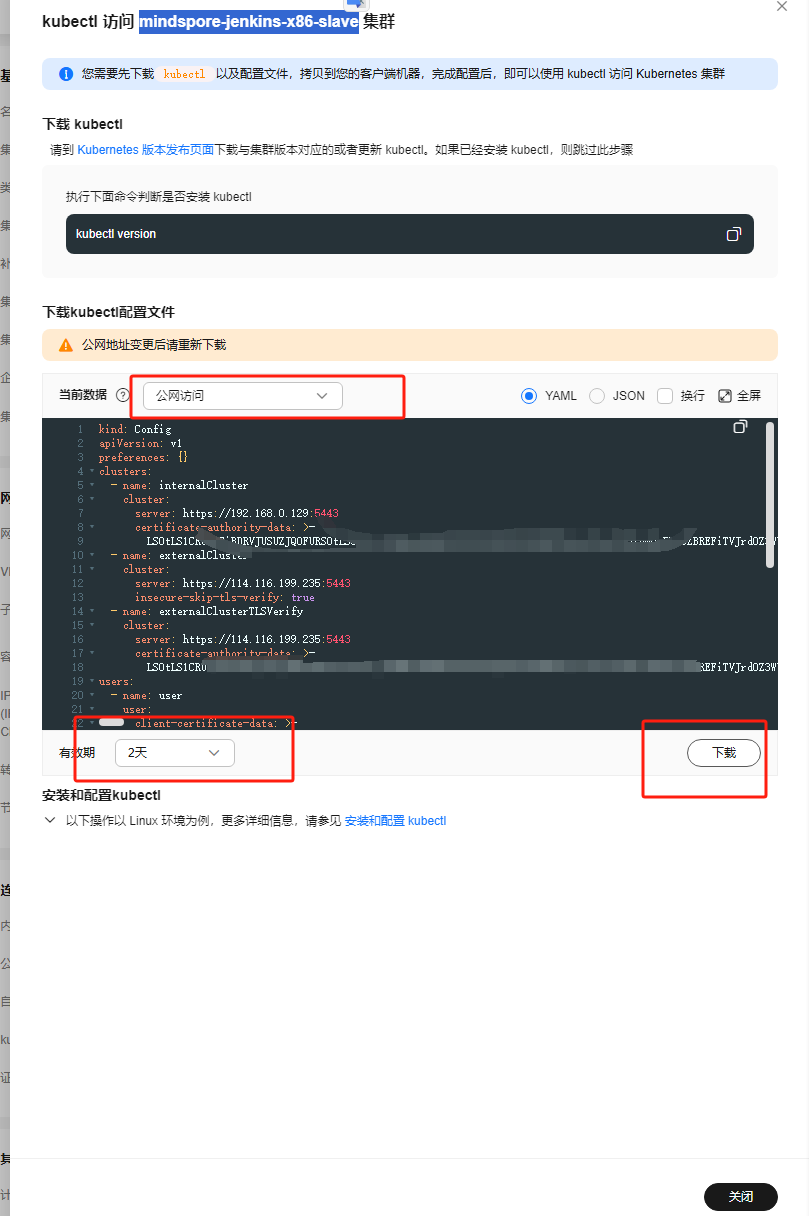 kubectl 访问 mindspore-jenkins-x86-slave 集群
您需要先下载 kubectl 以及配置文件，拷贝到您的客户端机器，完成配置后，即可以使用 kubectl 访问 Kubernetes 集群
下载 kubectl
请到 Kubernetes 版本发布页面下载与集群版本对应的或者更新 kubectl。如果已经安装 kubectl，则跳过此步骤
执行下面命令判断是否安装 kubectl
kubectl version
下载kubectl配置文件
公网地址变更后请重新下载
当前数据 公网访问 YAML JSON 换行 全屏
1 kind: Config
2 apiVersion: v1
3 preferences: {}
4 clusters:
5 - name: internalCluster
6 cluster:
7 server: https://192.168.0.129:5443
8 certificate-authority-data: >-
9
10 - name: externalCluster
11 cluster:
12 server: https://114.116.199.235:5443
13 insecure-skip-tls-verify: true
14 - name: externalClusterTLSVerify
15 cluster:
16 server: https://114.116.199.235:5443
17 certificate-authority-data: >-
18
19 users:
20 - name: user
21 user:
22 client-certificate-data: >-
有效期 2天 下载
安装和配置kubectl
以下操作以 Linux 环境为例，更多详细信息，请参见 安装和配置 kubectl
关闭